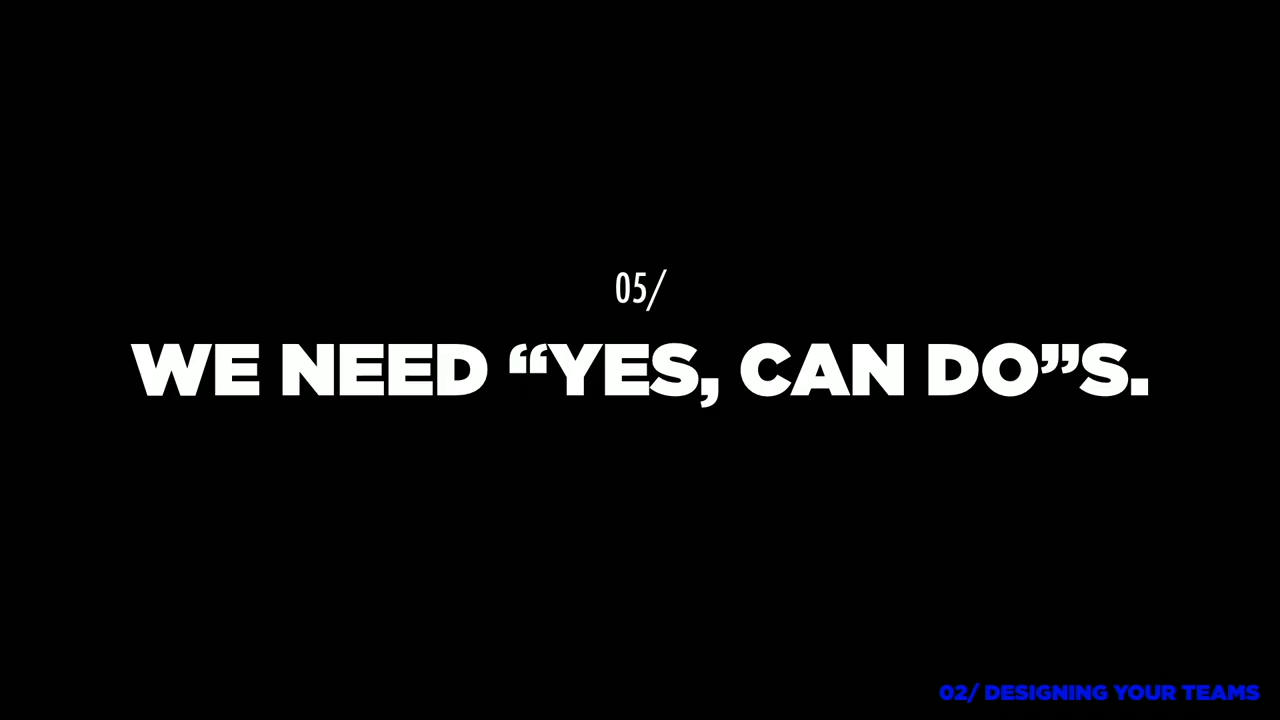 05/
WE NEED “YES, CAN DO”S.
02/ DESIGNING YOUR TEAMS